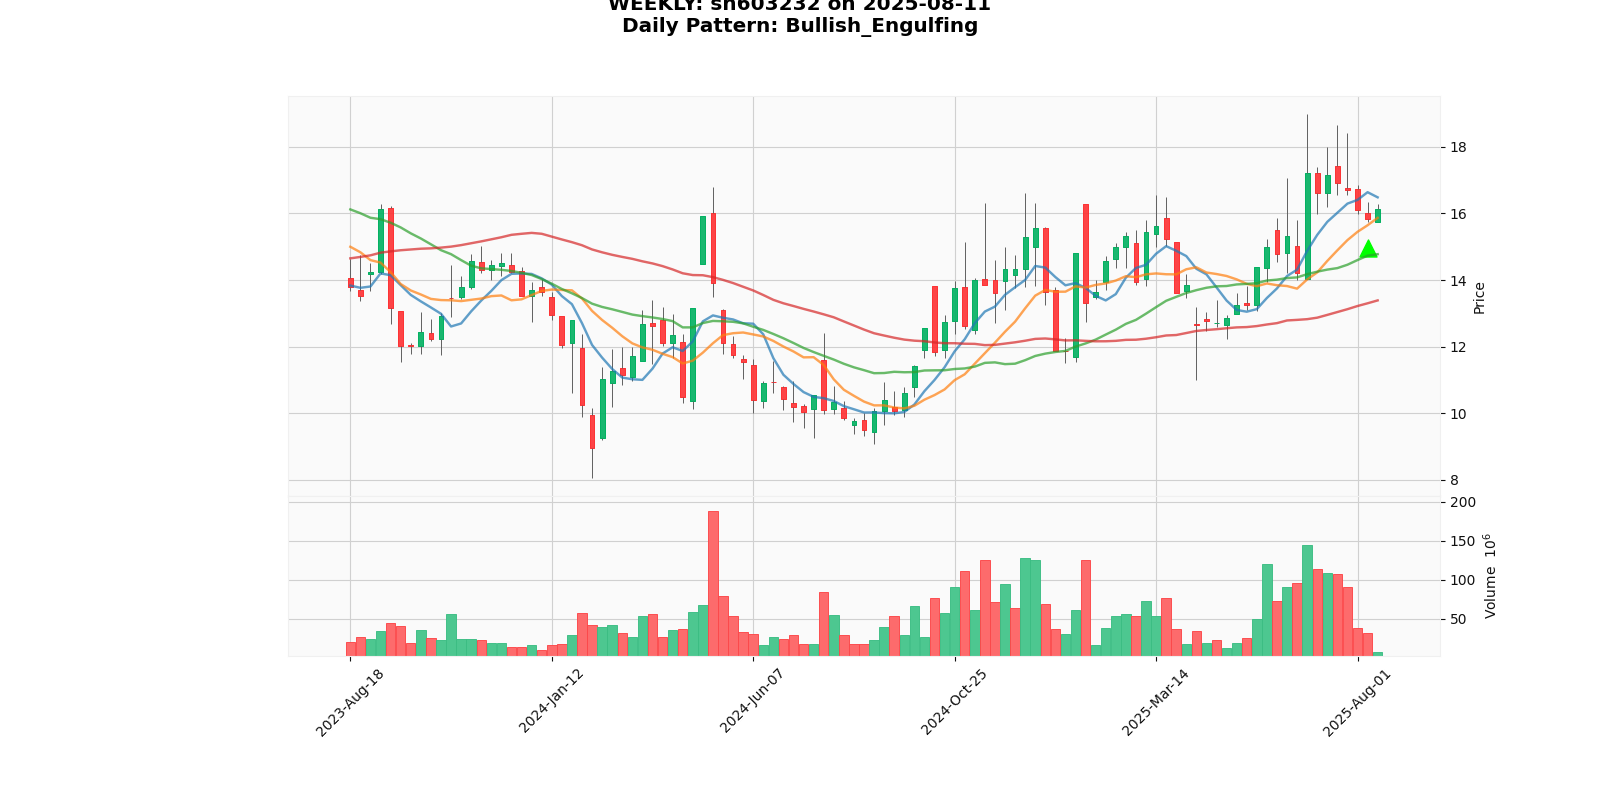 WEEKLY: sh603232 on 2025-08-11
Daily Pattern: Bullish_Engulfing
18
16
14
12
10
8
Price
200
150
100
50
Volume 10^6
2023-Aug-18
2024-Jan-12
2024-Jun-07
2024-Oct-25
2025-Mar-14
2025-Aug-01